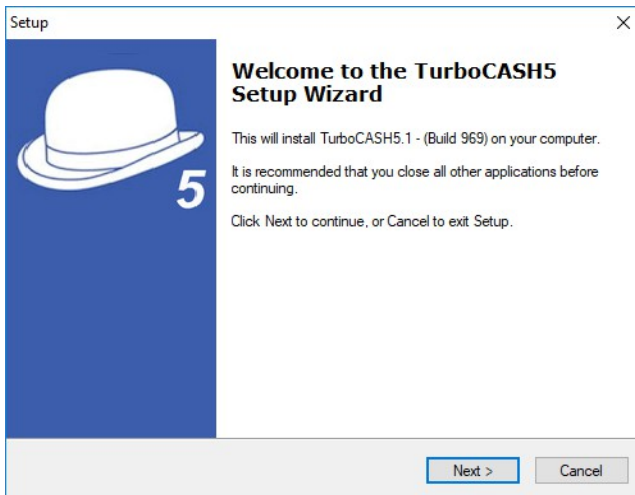 Setup
Welcome to the TurboCASH5
Setup Wizard
This will install TurboCASH5.1 - (Build 969) on your computer.
It is recommended that you close all other applications before
continuing.
Click Next to continue, or Cancel to exit Setup.
5
Next >
Cancel